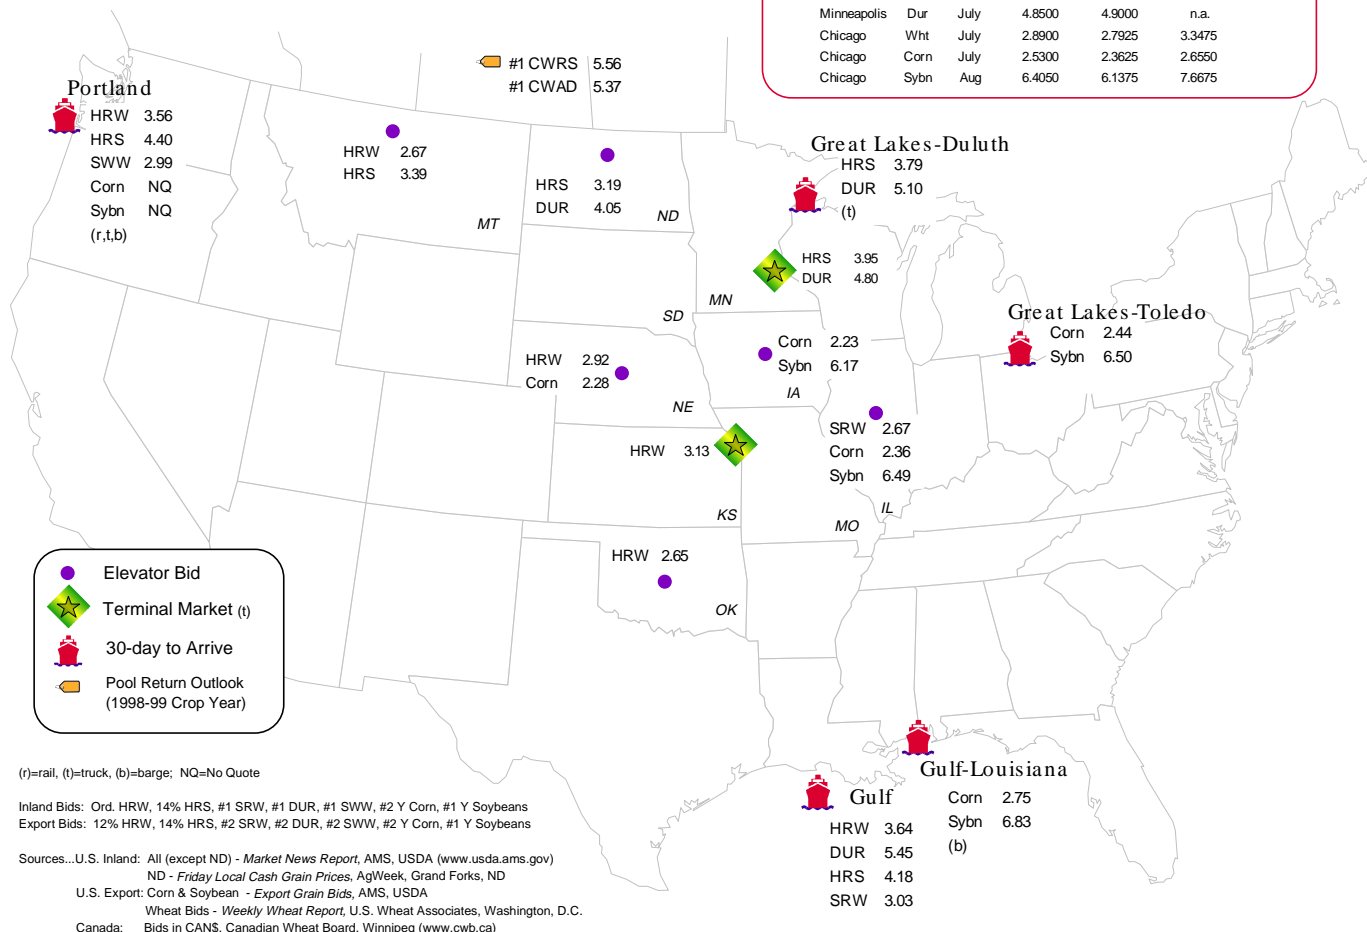 Minneapolis Dur July 4.8500 4.9000 n.a.
Chicago Wht July 2.8900 2.7925 3.3475
Chicago Corn July 2.5300 2.3625 2.6550
Chicago Sybn Aug 6.4050 6.1375 7.6675
#1 CWRS 5.56
#1 CWAD 5.37
Portland
HRW 3.56
HRS 4.40
SWW 2.99
Corn NQ
Sybn NQ
(r,t,b)
HRW 2.67
HRS 3.39
MT
HRS 3.19
DUR 4.05
ND
Great Lakes-Duluth
HRS 3.79
DUR 5.10
(t)
HRS 3.95
DUR 4.80
MN
SD
Great Lakes-Toledo
Corn 2.44
Sybn 6.50
HRW 2.92
Corn 2.28
NE
Corn 2.23
Sybn 6.17
IA
SRW 2.67
Corn 2.36
Sybn 6.49
IL
HRW 3.13
KS
MO
HRW 2.65
OK
Elevator Bid
Terminal Market (t)
30-day to Arrive
Pool Return Outlook
(1998-99 Crop Year)
Gulf-Louisiana
Corn 2.75
Sybn 6.83
(b)
Gulf
HRW 3.64
DUR 5.45
HRS 4.18
SRW 3.03
(r)=rail, (t)=truck, (b)=barge; NQ=No Quote
Inland Bids: Ord. HRW, 14% HRS, #1 SRW, #1 DUR, #1 SWW, #2 Y Corn, #1 Y Soybeans
Export Bids: 12% HRW, 14% HRS, #2 SRW, #2 DUR, #2 SWW, #2 Y Corn, #1 Y Soybeans
Sources...U.S. Inland: All (except ND) - Market News Report, AMS, USDA (www.usda.ams.gov)
ND - Friday Local Cash Grain Prices, AgWeek, Grand Forks, ND
U.S. Export: Corn & Soybean - Export Grain Bids, AMS, USDA
Wheat Bids - Weekly Wheat Report, U.S. Wheat Associates, Washington, D.C.
Canada: Bids in CAN$, Canadian Wheat Board, Winnipeg (www.cwb.ca)